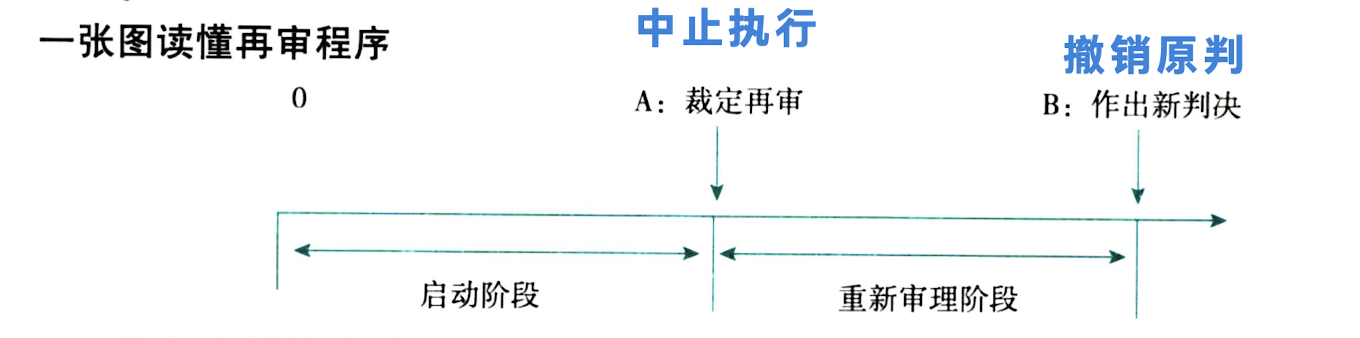 一张图读懂再审程序
中止执行
撤销原判
0
A：裁定再审
B：作出新判决
启动阶段
重新审理阶段